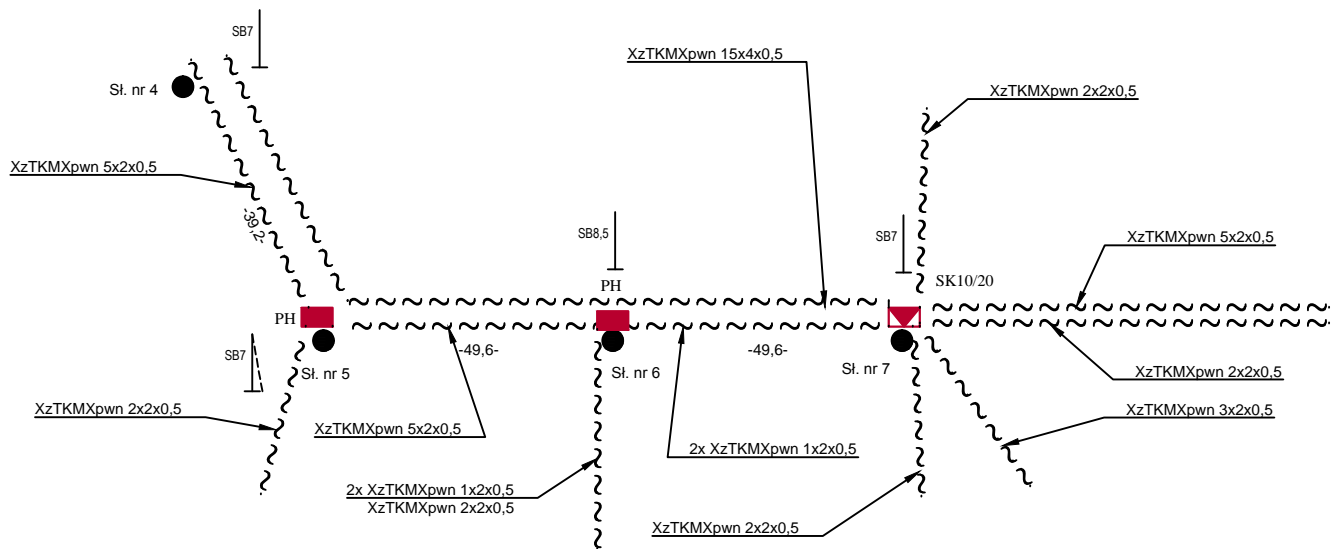 SB7
XzTKMXpwn 15x4x0,5
Sł. nr 4
XzTKMXpwn 2x2x0,5
XzTKMXpwn 5x2x0,5
-39,2-
SB8,5
SB7
XzTKMXpwn 5x2x0,5
PH
SK10/20
PH
SB7
-49,6-
-49,6-
Sł. nr 5
Sł. nr 6
Sł. nr 7
XzTKMXpwn 2x2x0,5
XzTKMXpwn 2x2x0,5
XzTKMXpwn 3x2x0,5
XzTKMXpwn 5x2x0,5
2x XzTKMXpwn 1x2x0,5
2x XzTKMXpwn 1x2x0,5
XzTKMXpwn 2x2x0,5
XzTKMXpwn 2x2x0,5